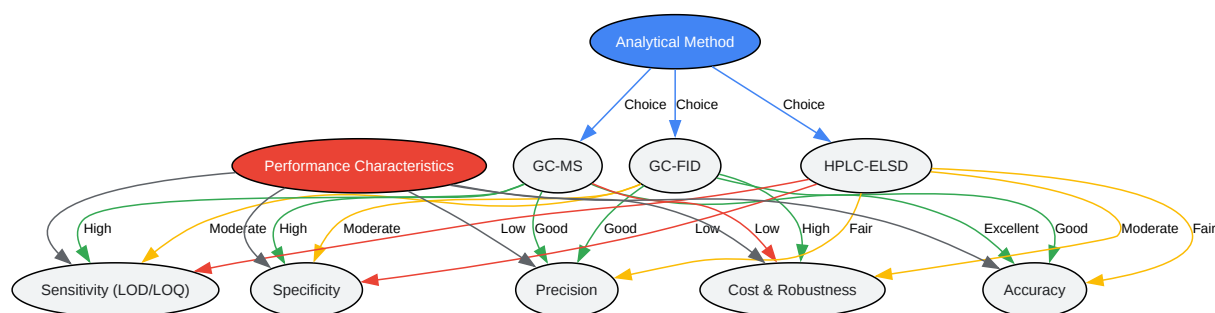 Analytical Method
Choice Choice Choice
Performance Characteristics GC-MS GC-FID HPLC-ELSD
High Moderate High Moderate Low Good Good Low Low High Fair Excellent Good Moderate Fair
Sensitivity (LOD/LOQ) Specificity Precision Cost & Robustness Accuracy